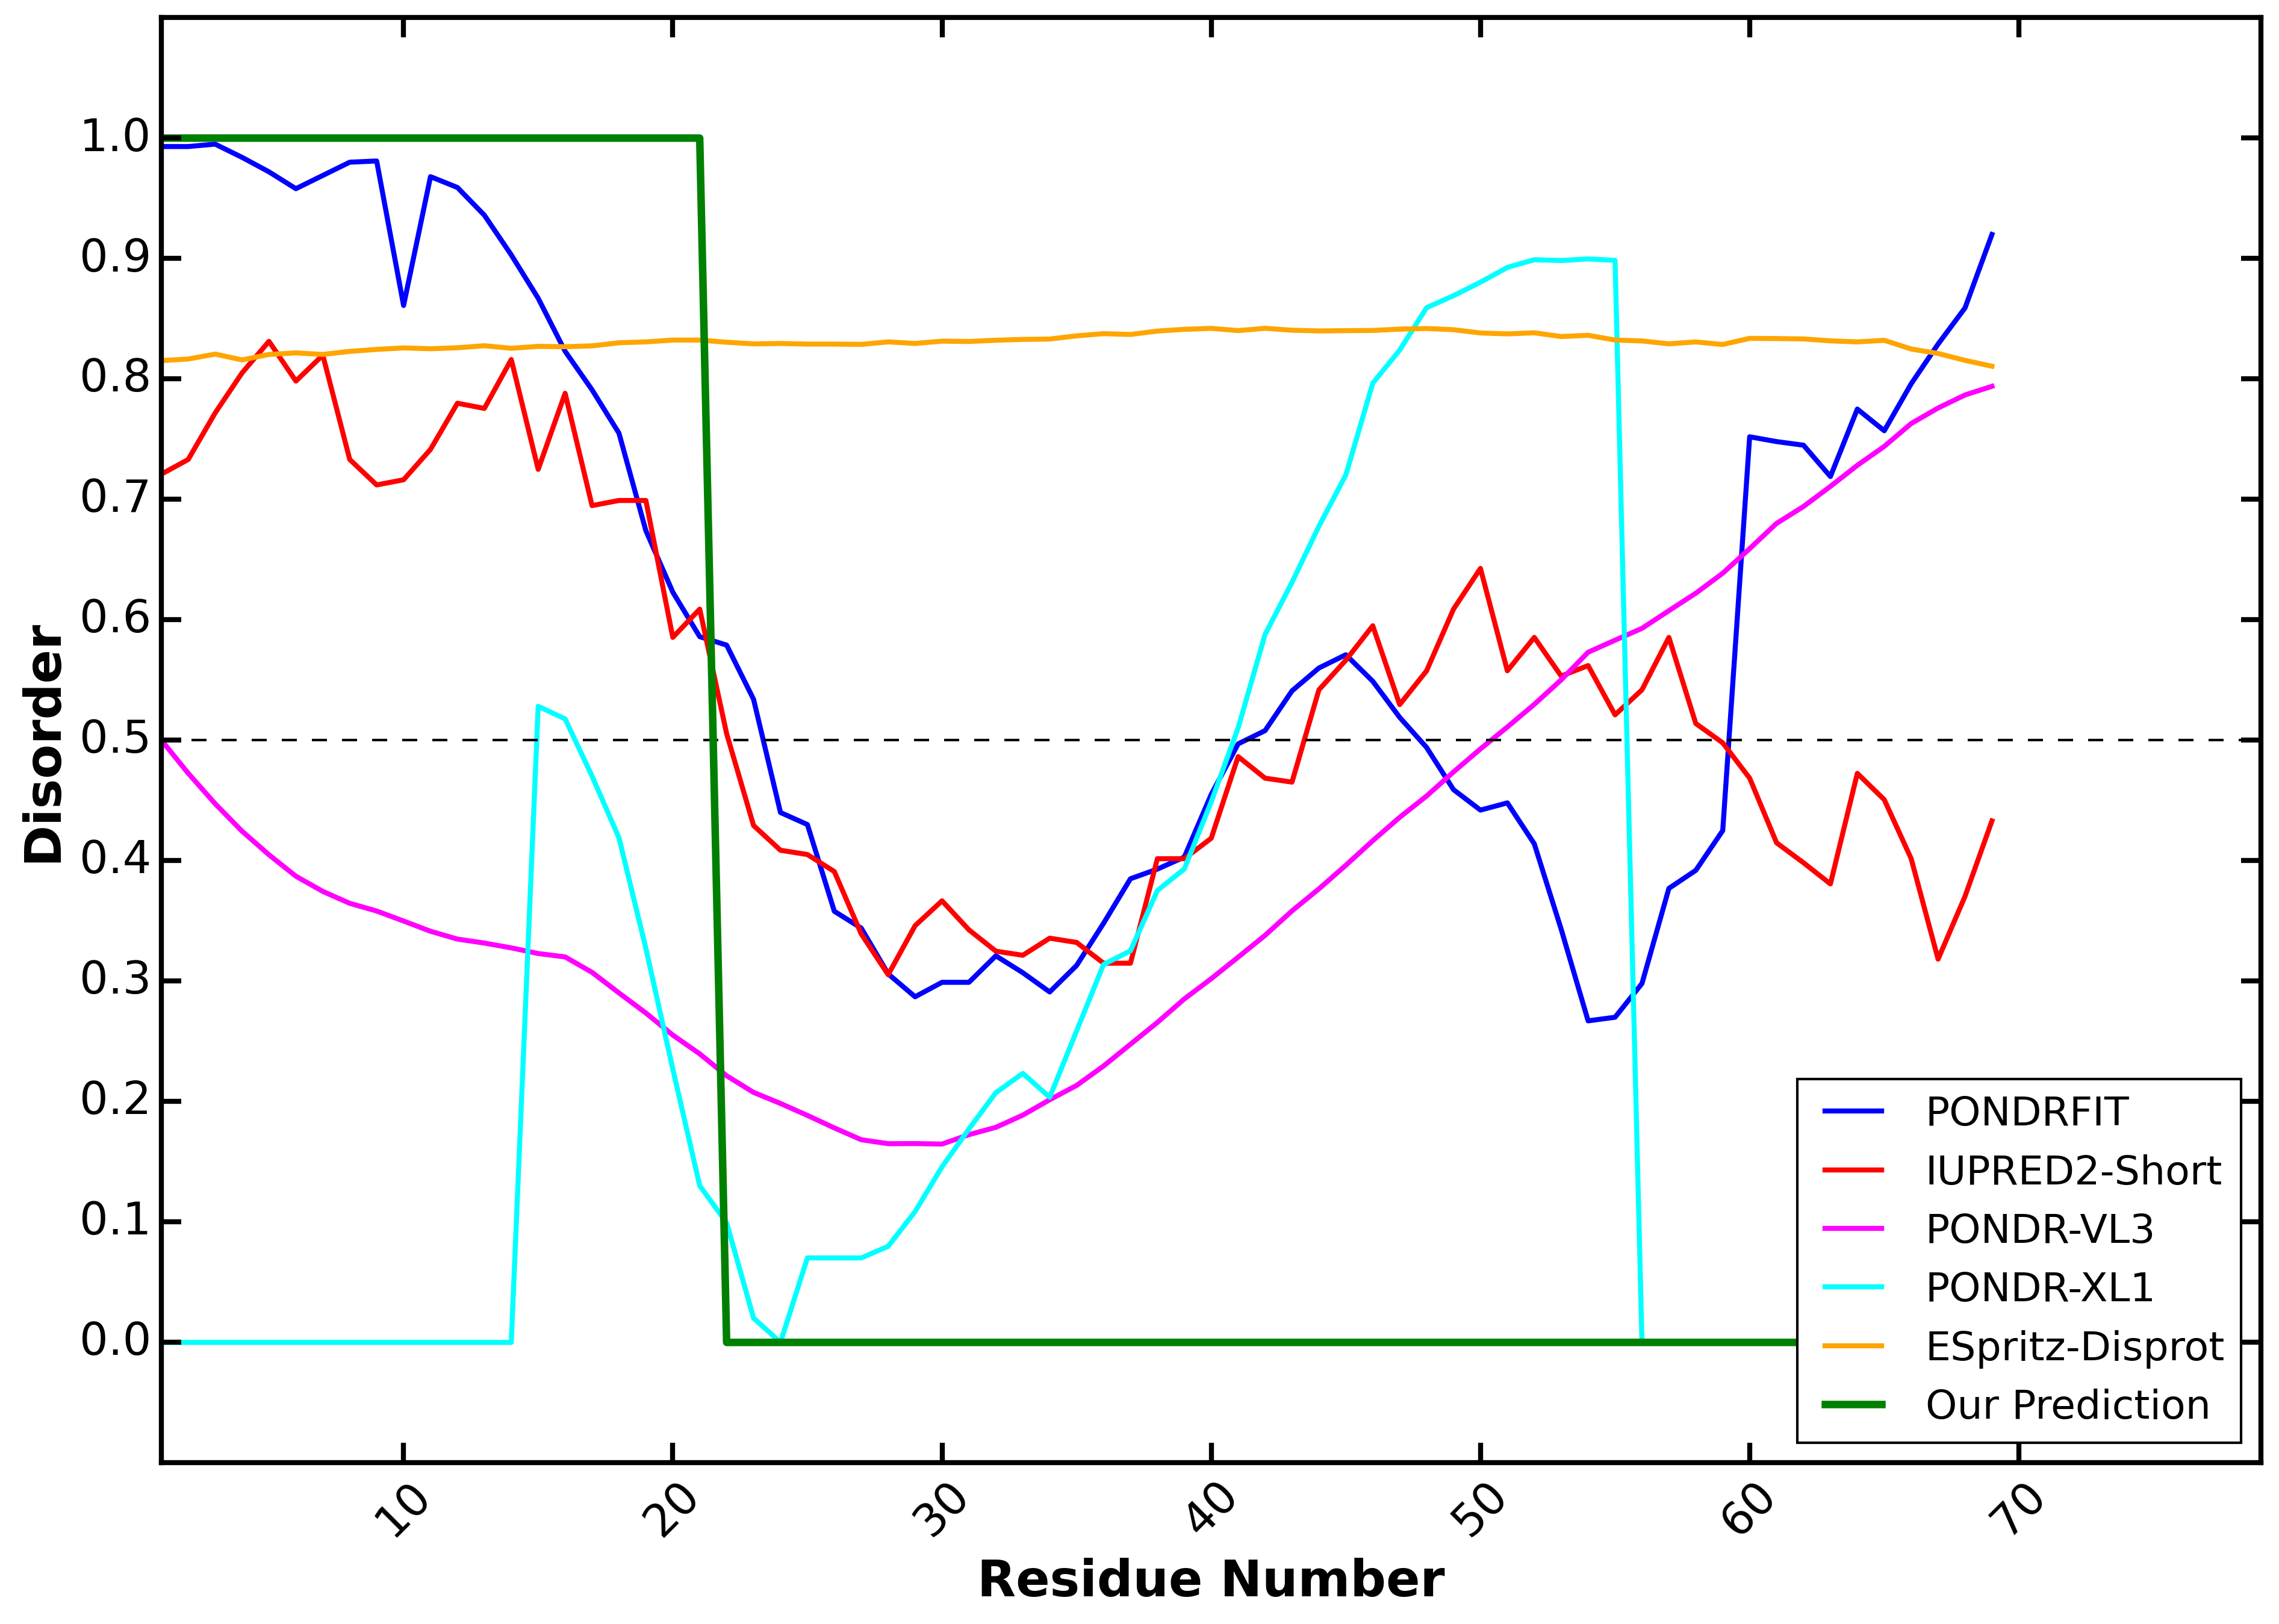 1.0
0.9
0.8
0.7
0.6
0.5
0.4
0.3
0.2
0.1
0.0
Disorder
10
20
30
40
50
60
70
Residue Number
PONDRFIT
IUPRED2-Short
PONDR-VL3
PONDR-XL1
ESpritz-Disprot
Our Prediction